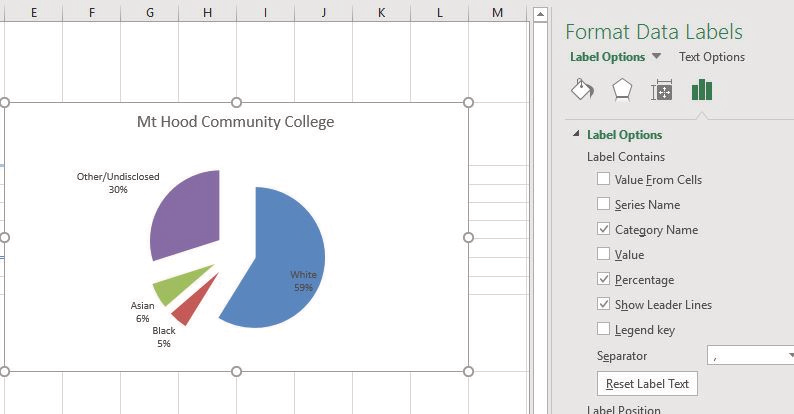 E F G H I J K L M
Mt Hood Community College
Other/Undisclosed
30%
White
59%
Asian
6%
Black
5%
Format Data Labels
Label Options Text Options
Label Options
Label Contains
Value From Cells
Series Name
Category Name
Value
Percentage
Show Leader Lines
Legend key
Separator ,
Reset Label Text
Label Position